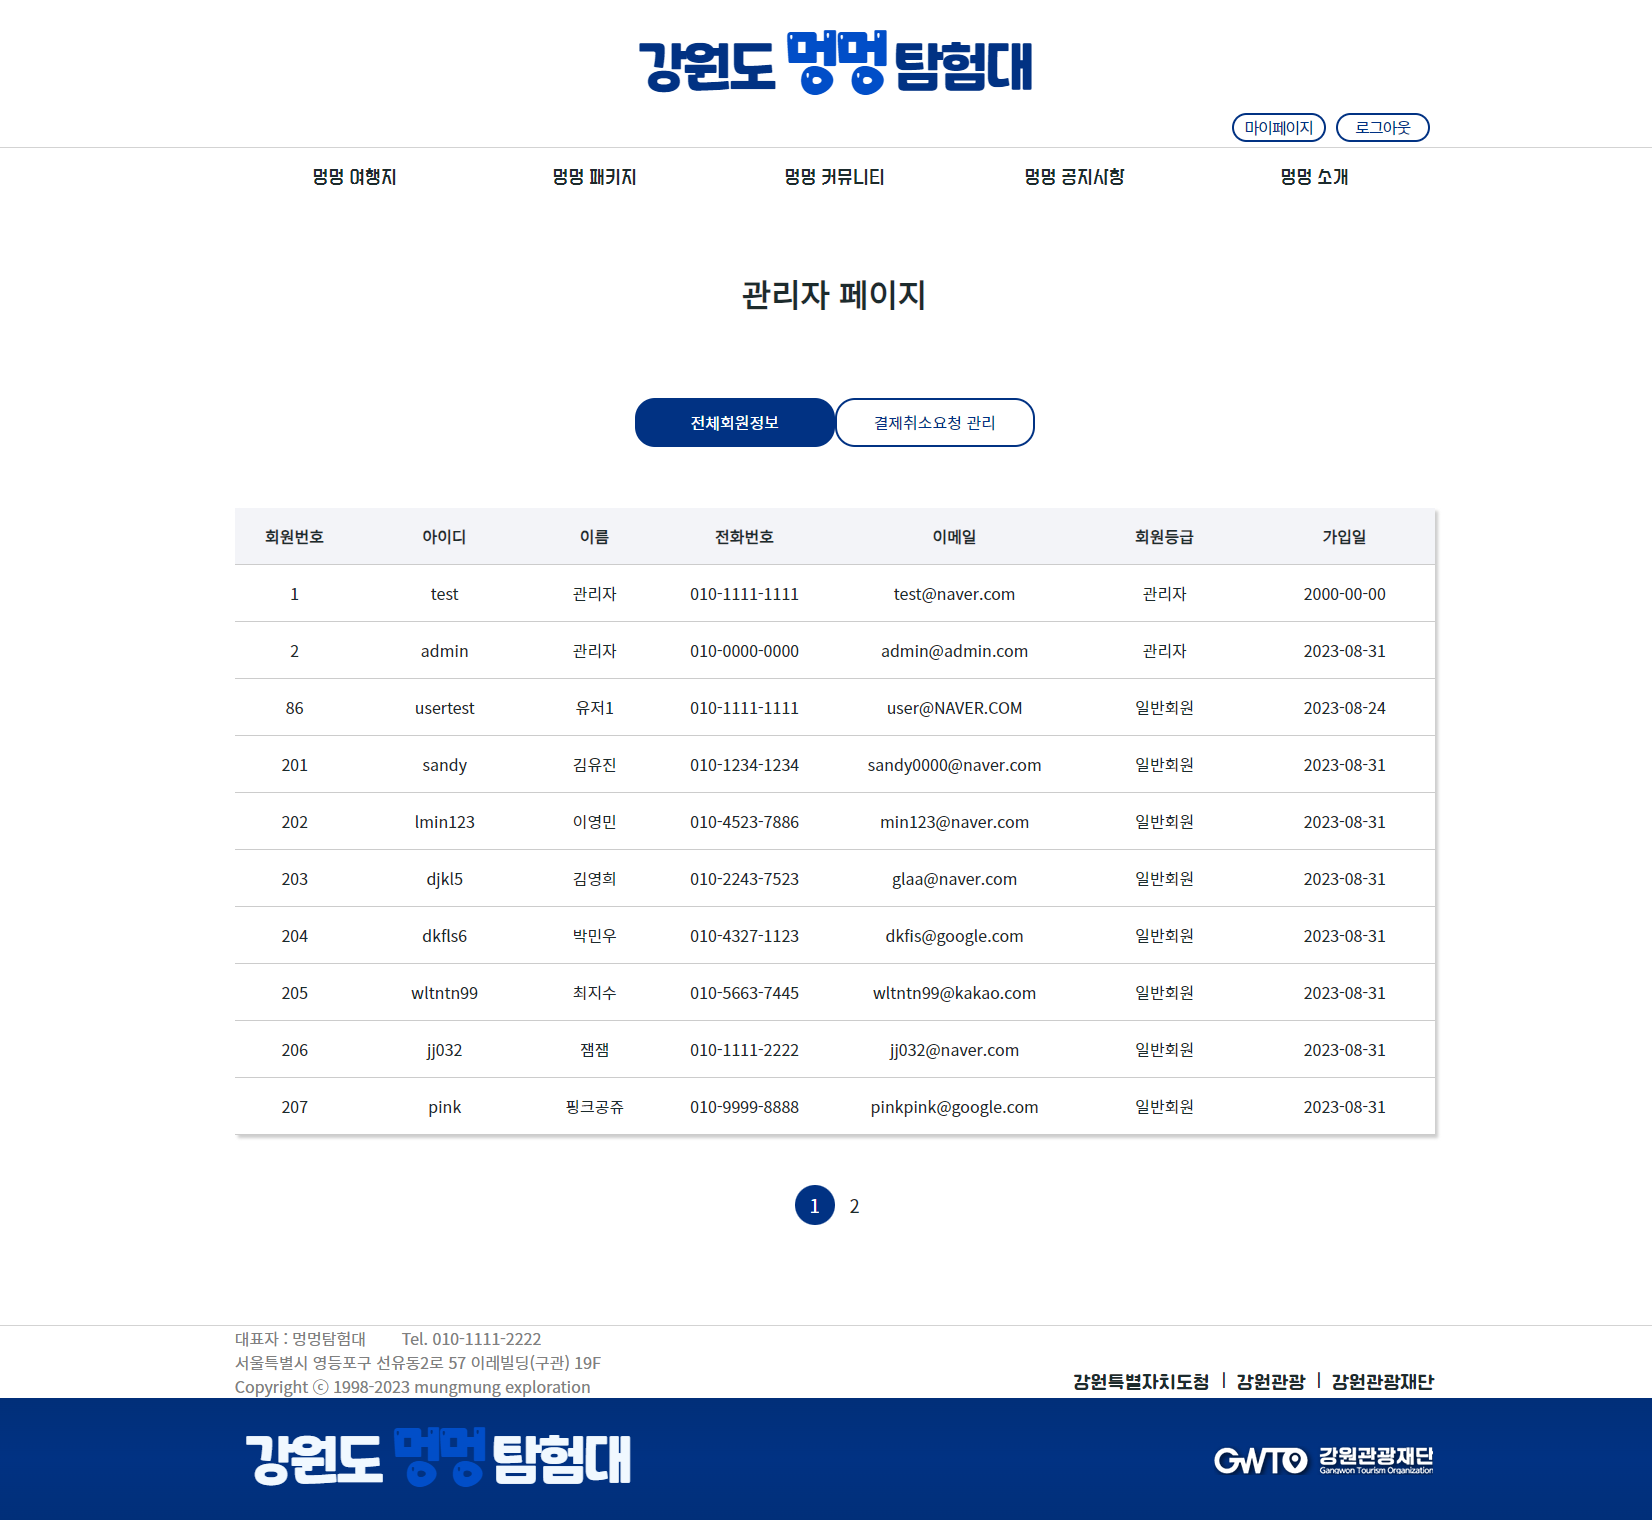 강원도 멍멍 탐험대
마이페이지 로그아웃
멍멍 여행지 멍멍 패키지 멍멍 커뮤니티 멍멍 공지사항 멍멍 소개
관리자 페이지
전체회원정보 결제취소요청 관리
회원번호 아이디 이름 전화번호 이메일 회원등급 가입일
1 test 관리자 010-1111-1111 test@naver.com 관리자 2000-00-00
2 admin 관리자 010-0000-0000 admin@admin.com 관리자 2023-08-31
86 usertest 유저1 010-1111-1111 user@NAVER.COM 일반회원 2023-08-24
201 sandy 김유진 010-1234-1234 sandy0000@naver.com 일반회원 2023-08-31
202 lmin123 이영민 010-4523-7886 min123@naver.com 일반회원 2023-08-31
203 djkl5 김영희 010-2243-7523 glaa@naver.com 일반회원 2023-08-31
204 dkfls6 박민우 010-4327-1123 dkfis@google.com 일반회원 2023-08-31
205 wltntn99 최지수 010-5663-7445 wltntn99@kakao.com 일반회원 2023-08-31
206 jj032 잼잼 010-1111-2222 jj032@naver.com 일반회원 2023-08-31
207 pink 핑크공쥬 010-9999-8888 pinkpink@google.com 일반회원 2023-08-31
1 2
대표자 : 멍멍탐험대 Tel. 010-1111-2222
서울특별시 영등포구 선유동2로 57 이레빌딩(구관) 19F
Copyright ⓒ 1998-2023 mungmung exploration
강원특별자치도청 | 강원관광 | 강원관광재단
강원도 멍멍 탐험대
GWTO 강원관광재단
Gangwon Tourism Organization